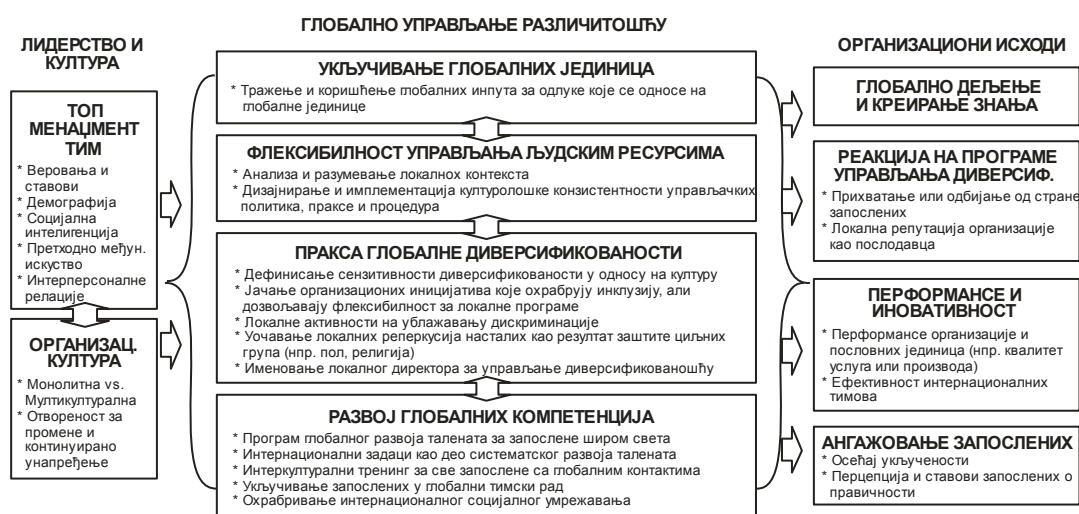 ЛИДЕРСТВО И
КУЛТУРА
ТОП
МЕНАЏМЕНТ
ТИМ
* Веровања и
ставови
* Демографија
* Социјална
интелигенција
* Претходно међун.
искуство
* Интерперсоналне
релације
ОРГАНИЗАЦ.
КУЛТУРА
* Монолитна vs.
Мултикултурална
* Отвореност за
промене и
континуирано
унапређење
ГЛОБАЛНО УПРАВЉАЊЕ РАЗЛИЧИТОШЋУ
УКЉУЧИВАЊЕ ГЛОБАЛНИХ ЈЕДИНИЦА
* Тражење и коришћење глобалних инпута за одлуке које се односе на
глобалне јединице
ФЛЕКСИБИЛНОСТ УПРАВЉАЊА ЉУДСКИМ РЕСУРСИМА
* Анализа и разумевање локалног контекста
* Дизајнирање и имплементација културолошке конзистентности управљачких
политика, праксе и процедура
ПРАКСА ГЛОБАЛНЕ ДИВЕРСИФИКОВАНОСТИ
* Дефинисање сензитивности диверсификованости у односу на културу
* Јачање организационих иницијатива које охрабрују инклузију, али
дозвољавају флексибилност за локалне програме
* Локалне активности на ублажавању дискриминације
* Уочавање локалних реперкусија насталих као резултат заштите циљних
група (нпр. пол, религија)
* Именовање локалног директора за управљање диверсификованошћу
РАЗВОЈ ГЛОБАЛНИХ КОМПЕТЕНЦИЈА
* Програм глобалног развоја талената за запослене широм света
* Интернационални задаци као део систематског развоја талената
* Интеркултурални тренинг за све запослене са глобалним контактима
* Укључивање запослених у глобални тимски рад
* Охрабривање интернационалног социјалног умрежавања
ОРГАНИЗАЦИОНИ ИСХОДИ
ГЛОБАЛНО ДЕЉЕЊЕ
И КРЕИРАЊЕ ЗНАЊА
РЕАКЦИЈА НА ПРОГРАМЕ
УПРАВЉАЊА ДИВЕРСИФ.
* Прихватање или одбијање од стране
запослених
* Локална репутација организације
као послодавца
ПЕРФОРМАНСЕ И
ИНОВАТИВНОСТ
* Перформансе организације и
пословних јединица (нпр. квалитет
услуга или производа)
* Ефективност интернационалних
тимова
АНГАЖОВАЊЕ ЗАПОСЛЕНИХ
* Осећај укључености
* Перцепција и ставови запослених о
правичности